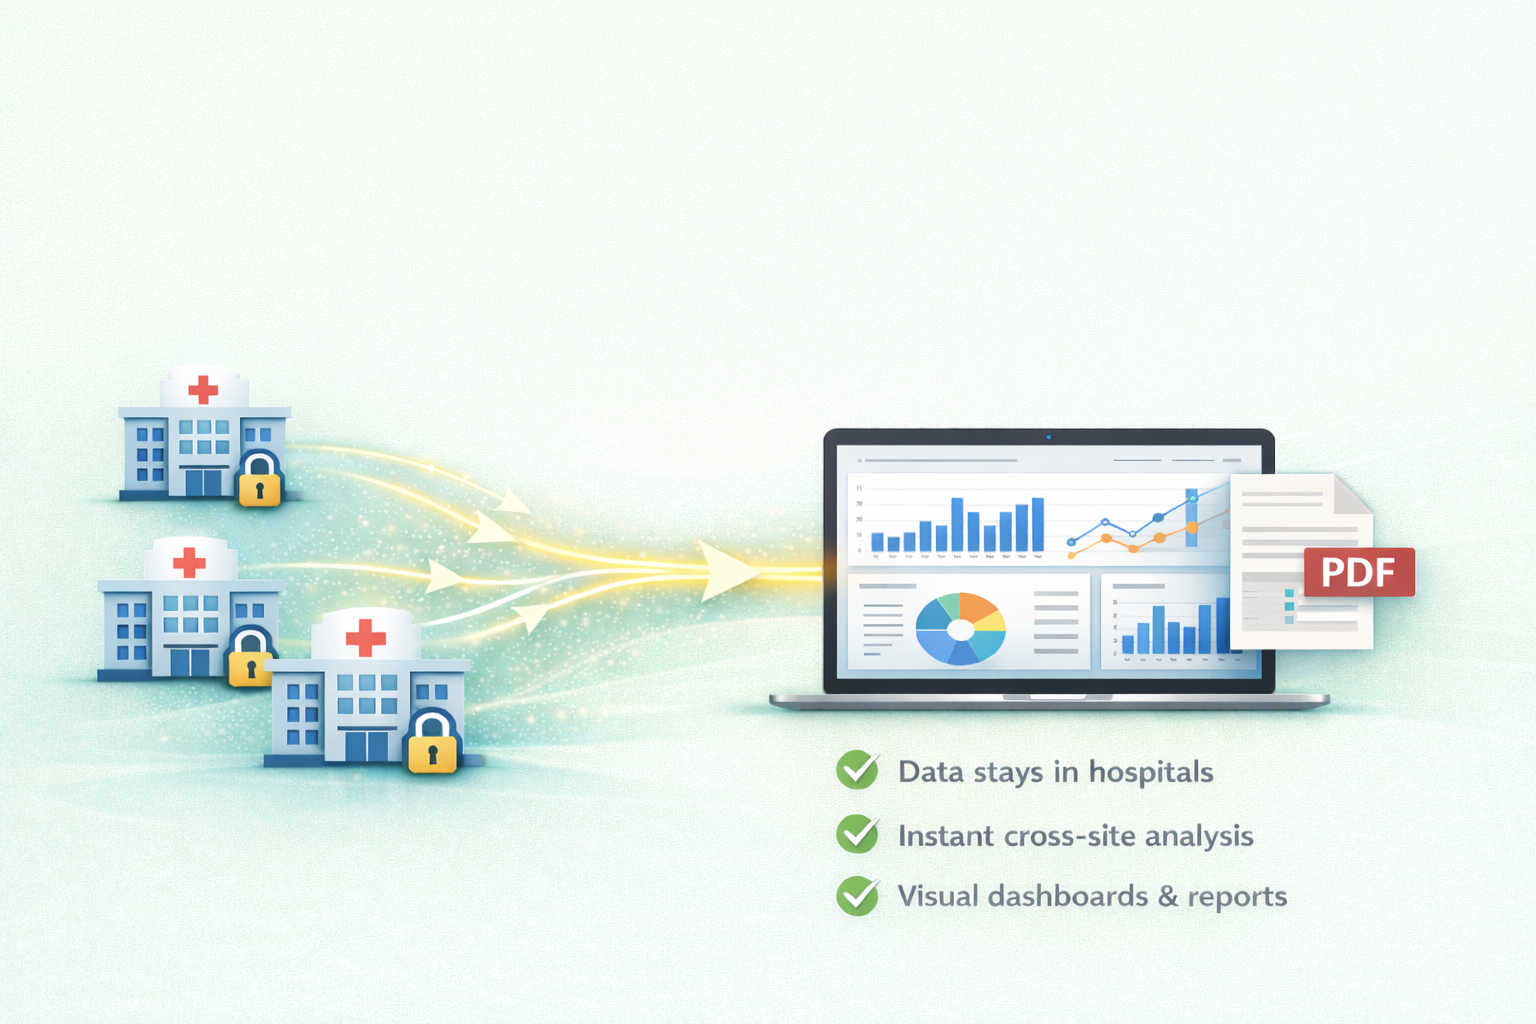 PDF
Data stays in hospitals
Instant cross-site analysis
Visual dashboards & reports